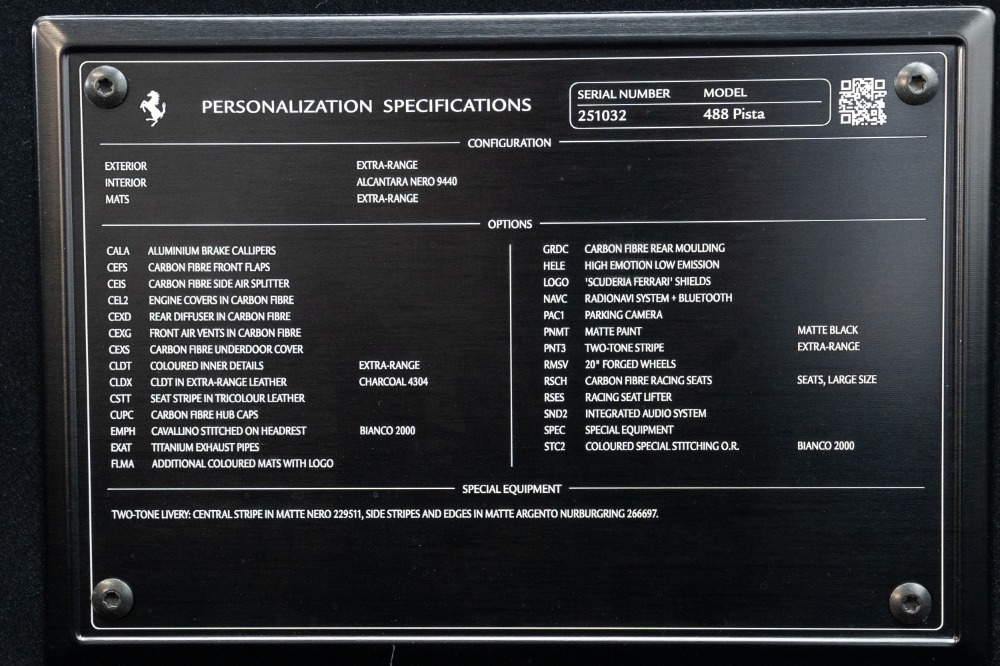 PERSONALIZATION SPECIFICATIONS
SERIAL NUMBER MODEL
251032 488 Pista
CONFIGURATION
EXTERIOR EXTRA-RANGE
INTERIOR ALCANTARA NERO 9440
MATS EXTRA-RANGE
OPTIONS
CALA ALUMINIUM BRAKE CALLIPERS
CEFS CARBON FIBRE FRONT FLAPS
CEIS CARBON FIBRE SIDE AIR SPLITTER
CEL2 ENGINE COVERS IN CARBON FIBRE
CEXD REAR DIFFUSER IN CARBON FIBRE
CEXG FRONT AIR VENTS IN CARBON FIBRE
CEXS CARBON FIBRE UNDERDOOR COVER
CLDT COLOURED INNER DETAILS EXTRA-RANGE
CLDX CLDT IN EXTRA-RANGE LEATHER CHARCOAL 4304
CSTT SEAT STRIPE IN TRICOLOUR LEATHER
CUPC CARBON FIBRE HUB CAPS
EMPH CAVALLINO STITCHED ON HEADREST BIANCO 2000
EXAT TITANIUM EXHAUST PIPES
FLMA ADDITIONAL COLOURED MATS WITH LOGO
GRDC CARBON FIBRE REAR MOULDING
HELE HIGH EMOTION LOW EMISSION
LOGO 'SCUDERIA FERRARI' SHIELDS
NAVC RADIONAVI SYSTEM + BLUETOOTH
PAC1 PARKING CAMERA
PNMT MATTE PAINT MATTE BLACK
PNT3 TWO-TONE STRIPE EXTRA-RANGE
RMSV 20" FORGED WHEELS
RSCH CARBON FIBRE RACING SEATS SEATS, LARGE SIZE
RSES RACING SEAT LIFTER
SND2 INTEGRATED AUDIO SYSTEM
SPEC SPECIAL EQUIPMENT
STC2 COLOURED SPECIAL STITCHING O.R. BIANCO 2000
SPECIAL EQUIPMENT
TWO-TONE LIVERY: CENTRAL STRIPE IN MATTE NERO 229511, SIDE STRIPES AND EDGES IN MATTE ARGENTO NURBURGRING 266697.